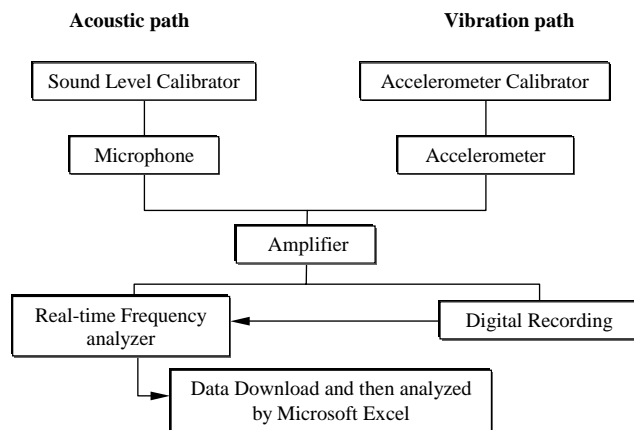 Acoustic path
Vibration path
Sound Level Calibrator
Accelerometer Calibrator
Microphone
Accelerometer
Amplifier
Real-time Frequency
analyzer
Digital Recording
Data Download and then analyzed
by Microsoft Excel